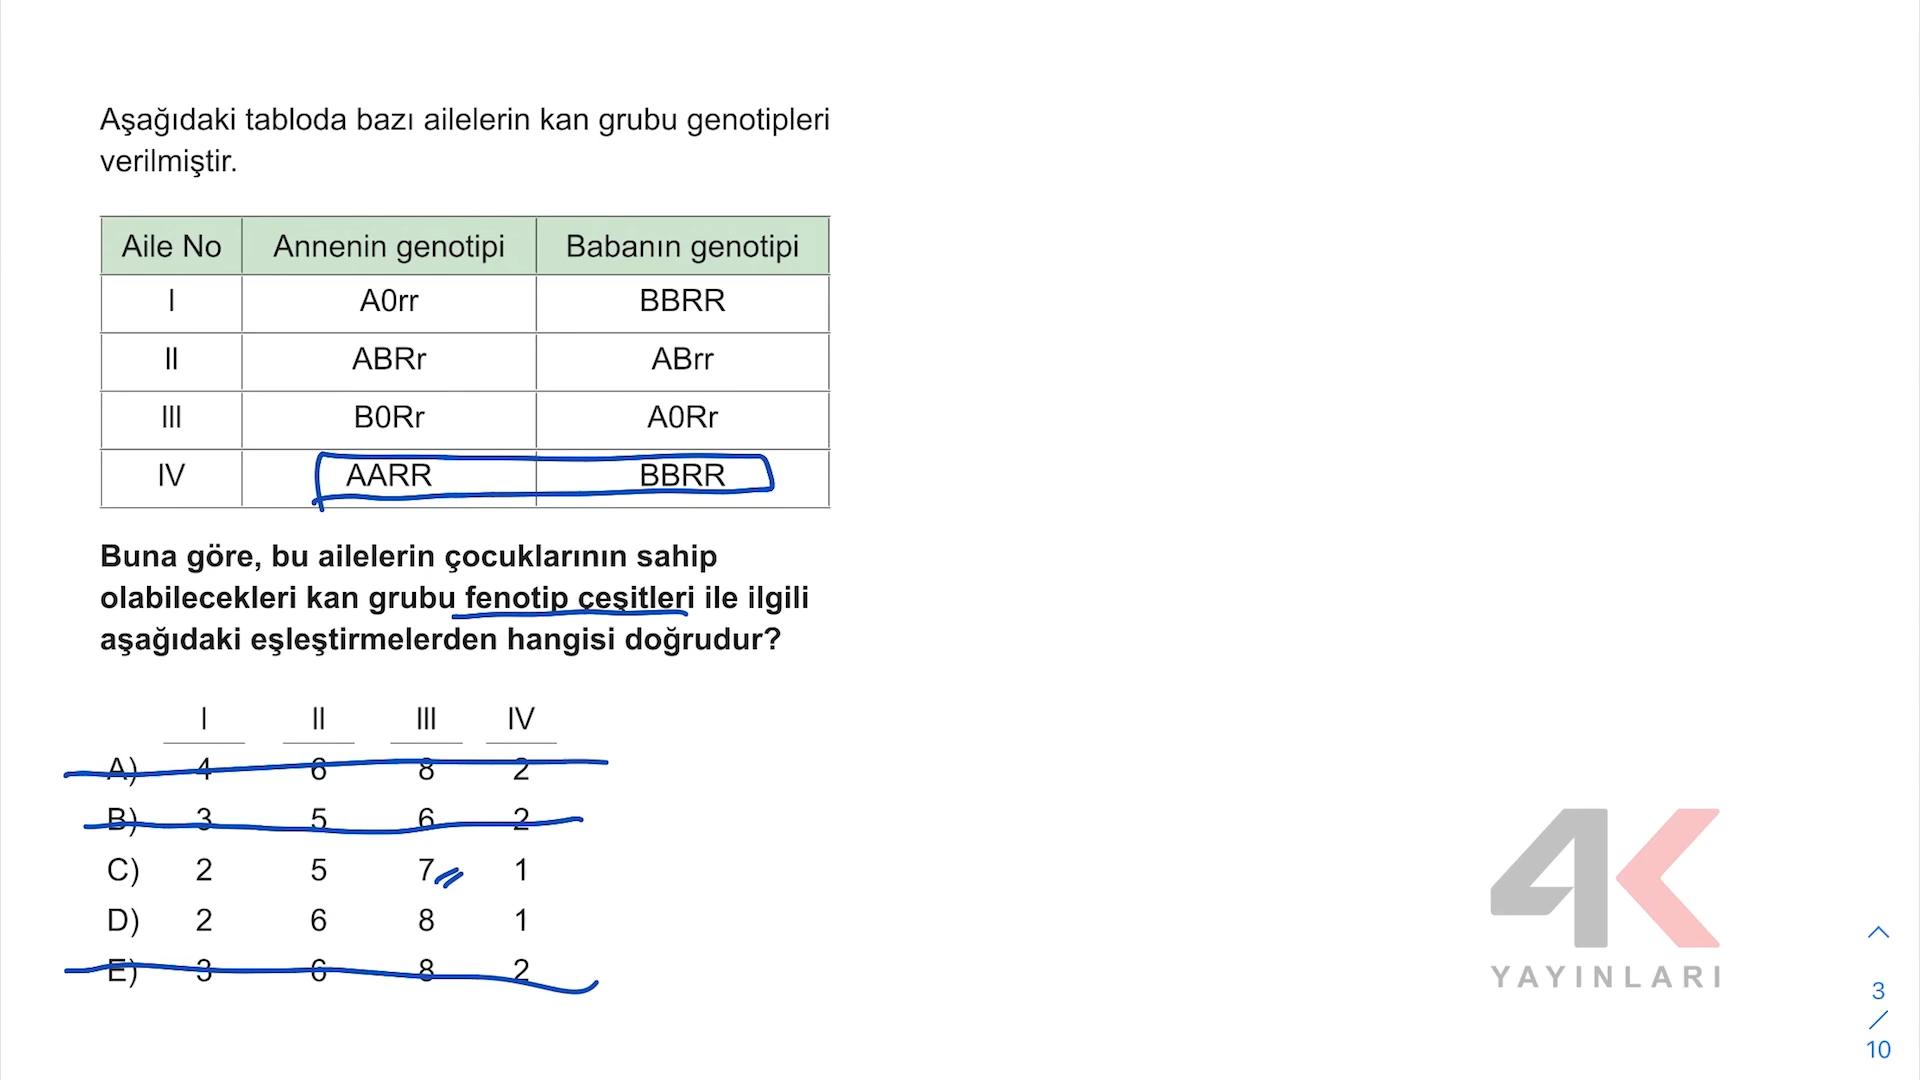 Aşağıdaki tabloda bazı ailelerin kan grubu genotipleri
verilmiştir.
Aile No Annenin genotipi Babanın genotipi
I A0rr BBRR
II ABRr ABrr
III B0Rr A0Rr
IV AARR BBRR
Buna göre, bu ailelerin çocuklarının sahip
olabilecekleri kan grubu fenotip çeşitleri ile ilgili
aşağıdaki eşleştirmelerden hangisi doğrudur?
I II III IV
A) 4 6 8 2
B) 3 5 6 2
C) 2 5 7 1
D) 2 6 8 1
E) 3 6 8 2
4K
YAYINLARI
3
/
10